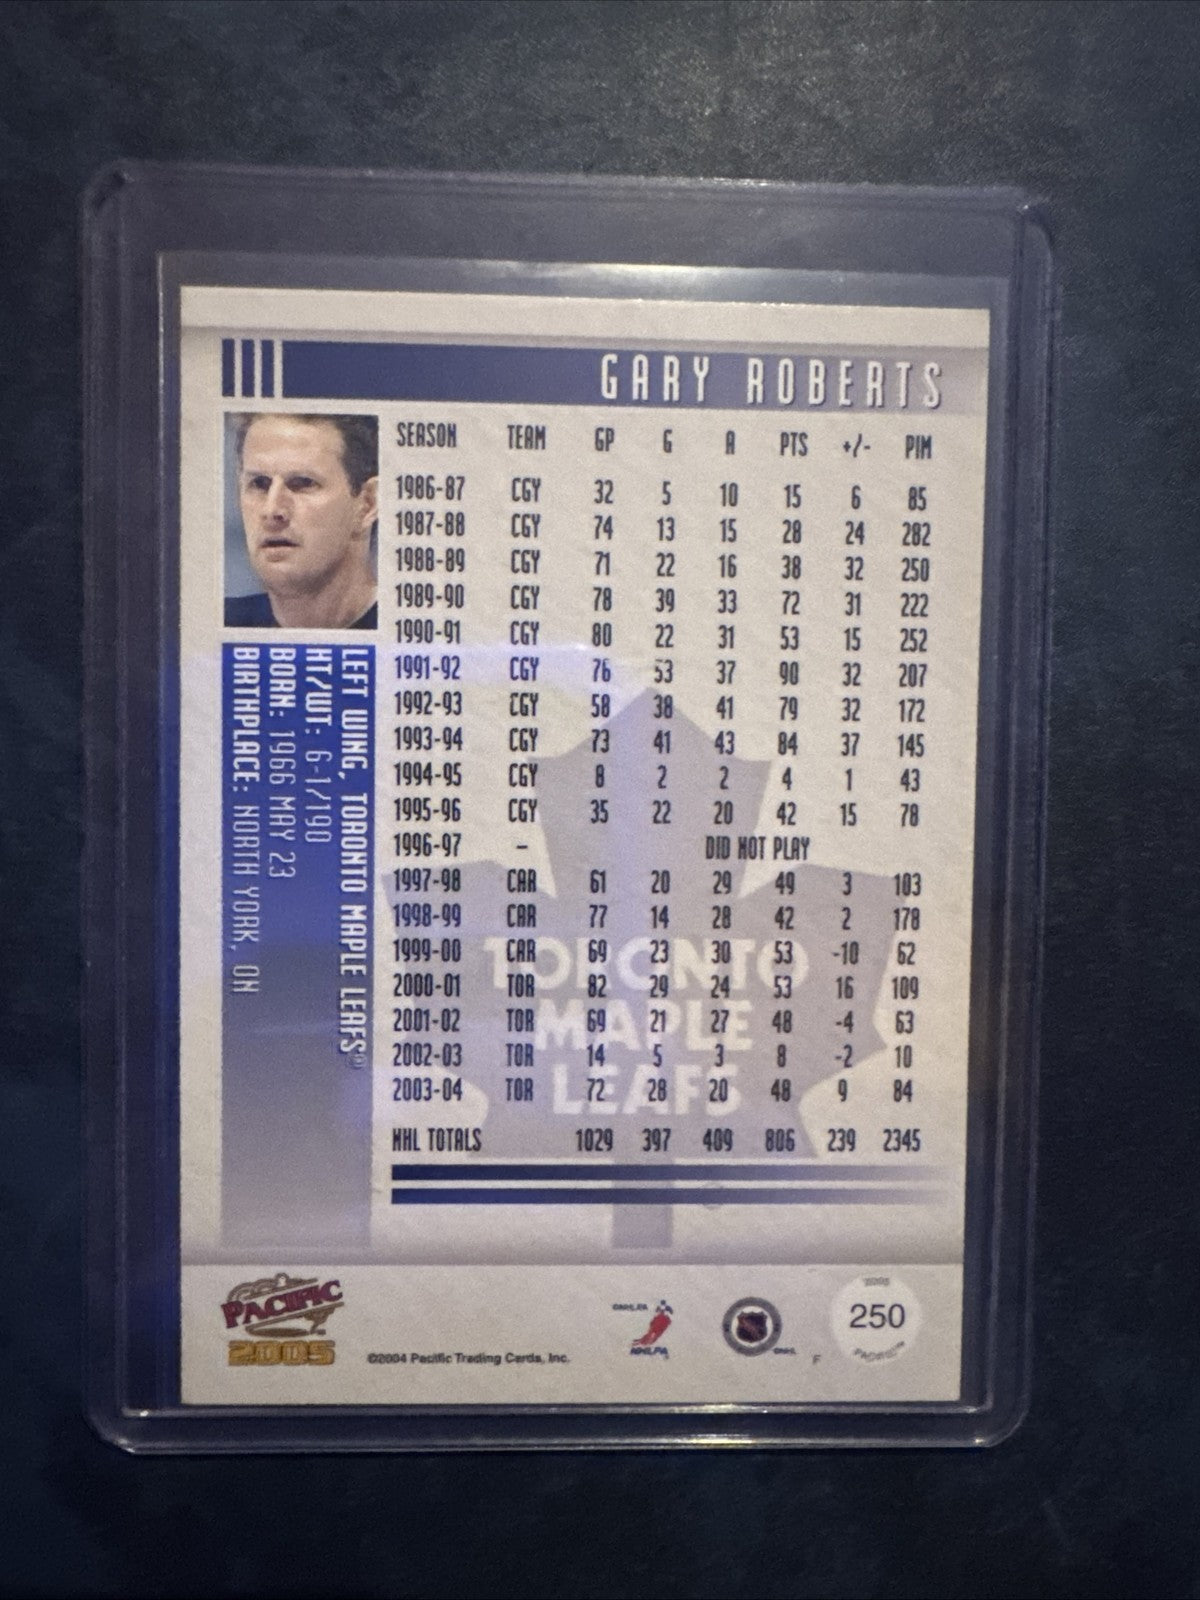 GARY ROBERTS
SEASON TEAM GP G A PTS +/- PIM
1986-87 CGY 32 5 10 15 6 85
1987-88 CGY 74 13 15 28 24 282
1988-89 CGY 71 22 16 38 32 250
1989-90 CGY 78 39 33 72 31 222
1990-91 CGY 80 22 31 53 15 252
1991-92 CGY 76 53 37 90 32 207
1992-93 CGY 58 38 41 79 32 172
1993-94 CGY 73 41 43 84 37 145
1994-95 CGY 8 2 2 4 1 43
1995-96 CGY 35 22 20 42 15 78
1996-97 - DID NOT PLAY
1997-98 CAR 61 20 29 49 3 103
1998-99 CAR 77 14 28 42 2 178
1999-00 CAR 69 23 30 53 -10 62
2000-01 TOR 82 29 24 53 16 109
2001-02 TOR 69 21 27 48 -4 63
2002-03 TOR 14 5 3 8 -2 10
2003-04 TOR 72 28 20 48 9 84
NHL TOTALS 1029 397 409 806 239 2345
LEFT WING, TORONTO MAPLE LEAFS®
HT/WT: 6-1/190
BORN: 1966 MAY 23
BIRTHPLACE: NORTH YORK, ON
TORONTO
MAPLE
LEAFS
PACIFIC
2005
©2004 Pacific Trading Cards, Inc.
NHLPA
NHL
F
250